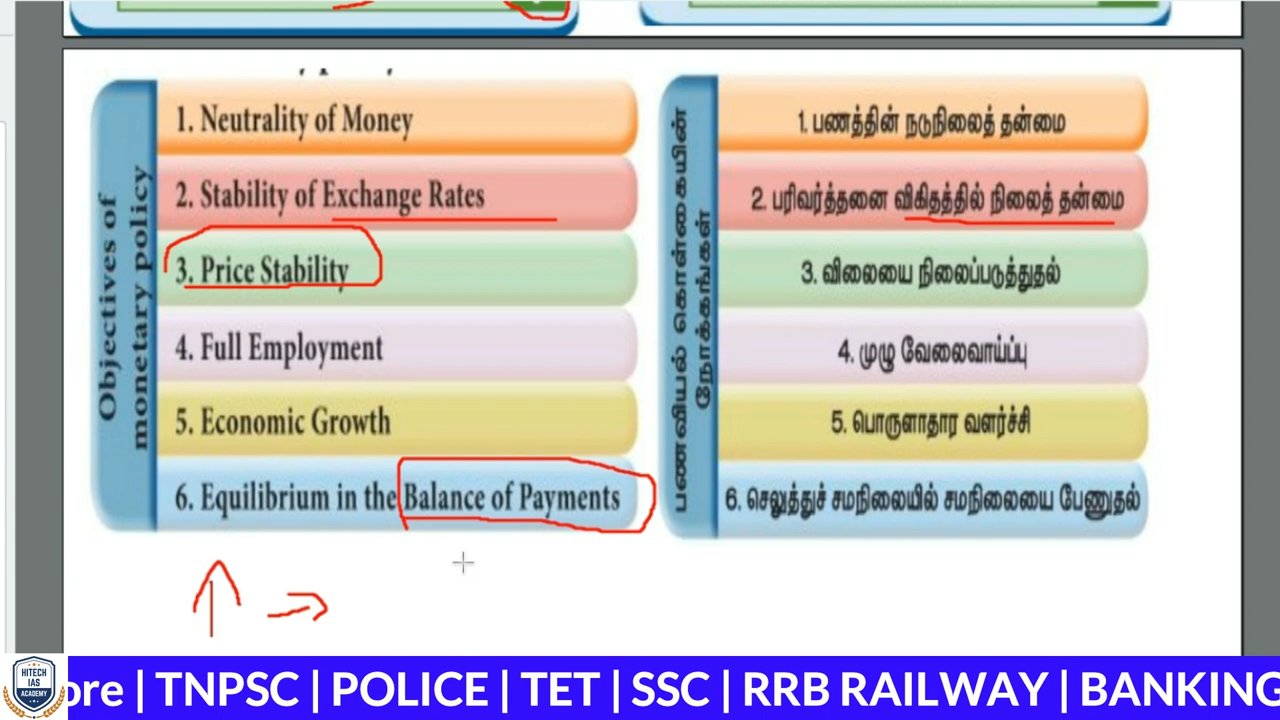 Objectives of
monetary policy
1. Neutrality of Money
2. Stability of Exchange Rates
3. Price Stability
4. Full Employment
5. Economic Growth
6. Equilibrium in the Balance of Payments
பணவியல் கொள்கையின்
நோக்கங்கள்
1. பணத்தின் நடுநிலைத் தன்மை
2. பரிவர்த்தனை விகிதத்தில் நிலைத் தன்மை
3. விலையை நிலைப்படுத்துதல்
4. முழு வேலைவாய்ப்பு
5. பொருளாதார வளர்ச்சி
6. செலுத்துச் சமநிலையில் சமநிலையை பேணுதல்
HITECH
IAS
ACADEMY
ore | TNPSC | POLICE | TET | SSC | RRB RAILWAY | BANKING